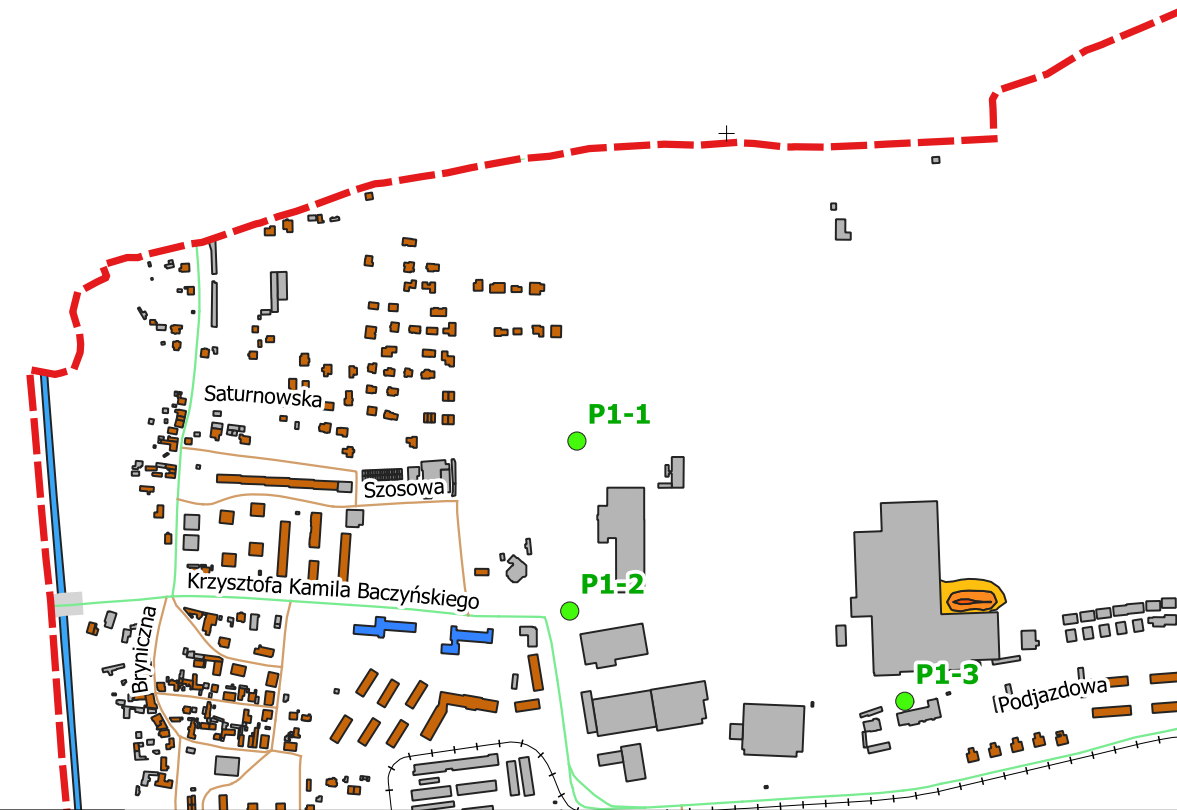 Saturnowska
P1-1
Szosowa
P1-2
Krzysztofa Kamila Baczyńskiego
Bryniczna
P1-3
Podjazdowa